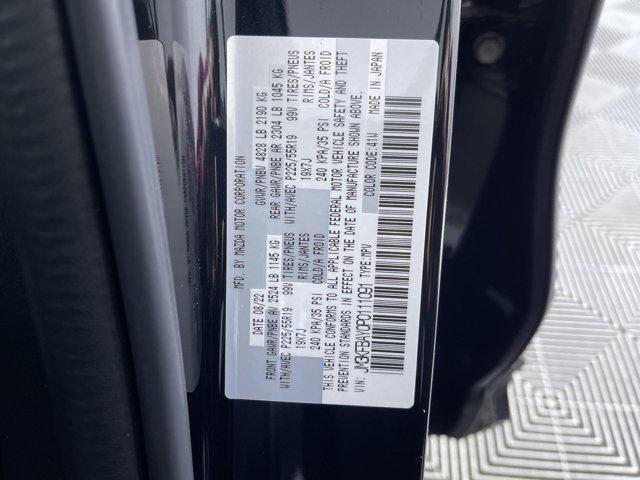 MFD. BY MAZDA MOTOR CORPORATION
DATE 08/22 GVWR/PNBV 4828 LB 2190 KG
FRONT GAWR/PNBE AV 2524 LB 1145 KG REAR GAWR/PNBE AR 2304 LB 1045 KG
WITH/AVEC P225/55R19 99V TIRES/PNEUS WITH/AVEC P225/55R19 99V TIRES/PNEUS
19X7J RIMS/JANTES 19X7J RIMS/JANTES
240 KPA/35 PSI COLD/A FROID 240 KPA/35 PSI COLD/A FROID
THIS VEHICLE CONFORMS TO ALL APPLICABLE FEDERAL MOTOR VEHICLE SAFETY AND THEFT
PREVENTION STANDARDS IN EFFECT ON THE DATE OF MANUFACTURE SHOWN ABOVE.
VIN: JM3KFBAY0P0111091 TYPE:MPV COLOR CODE:41W MADE IN JAPAN